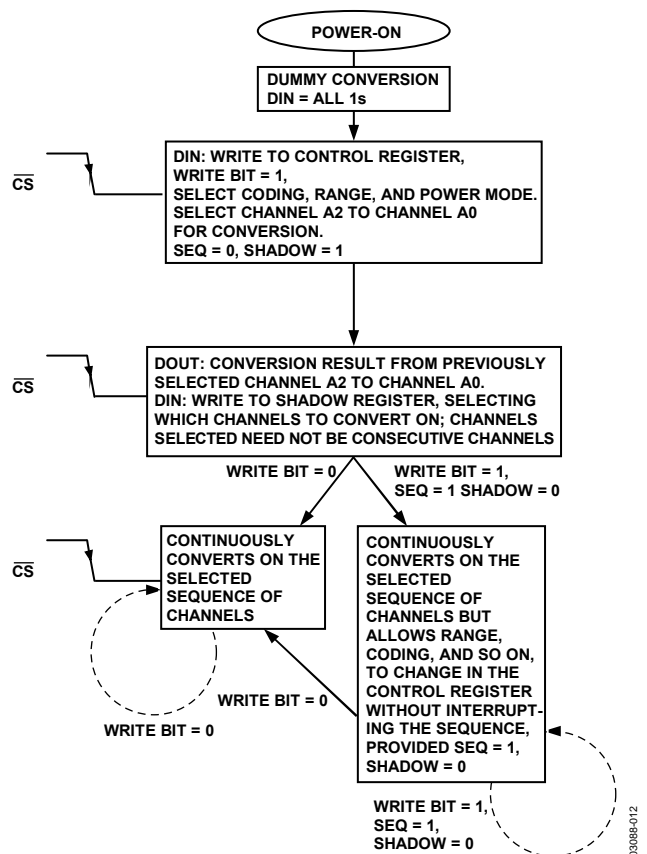 POWER-ON
DUMMY CONVERSION
DIN = ALL 1s
CS
DIN: WRITE TO CONTROL REGISTER,
WRITE BIT = 1,
SELECT CODING, RANGE, AND POWER MODE.
SELECT CHANNEL A2 TO CHANNEL A0
FOR CONVERSION.
SEQ = 0, SHADOW = 1
CS
DOUT: CONVERSION RESULT FROM PREVIOUSLY
SELECTED CHANNEL A2 TO CHANNEL A0.
DIN: WRITE TO SHADOW REGISTER, SELECTING
WHICH CHANNELS TO CONVERT ON; CHANNELS
SELECTED NEED NOT BE CONSECUTIVE CHANNELS
WRITE BIT = 0
WRITE BIT = 1,
SEQ = 1 SHADOW = 0
CS
CONTINUOUSLY
CONVERTS ON THE
SELECTED
SEQUENCE OF
CHANNELS
CONTINUOUSLY
CONVERTS ON THE
SELECTED
SEQUENCE OF
CHANNELS BUT
ALLOWS RANGE,
CODING, AND SO ON,
TO CHANGE IN THE
CONTROL REGISTER
WITHOUT INTERRUPT-
ING THE SEQUENCE,
PROVIDED SEQ = 1,
SHADOW = 0
WRITE BIT = 0
WRITE BIT = 0
WRITE BIT = 1,
SEQ = 1,
SHADOW = 0
03088-012